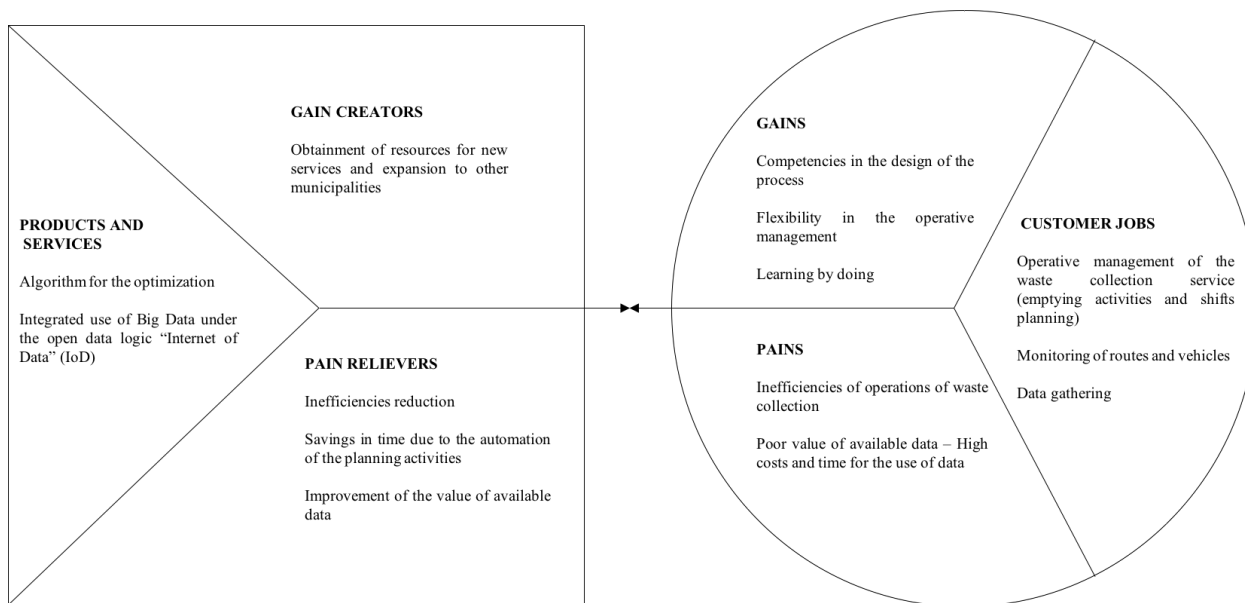 GAIN CREATORS
Obtainment of resources for new
services and expansion to other
municipalities
PRODUCTS AND
SERVICES
Algorithm for the optimization
Integrated use of Big Data under
the open data logic “Internet of
Data” (IoD)
PAIN RELIEVERS
Inefficiencies reduction
Savings in time due to the automation
of the planning activities
Improvement of the value of available
data
GAINS
Competencies in the design of the
process
Flexibility in the operative
management
Learning by doing
PAINS
Inefficiencies of operations of waste
collection
Poor value of available data – High
costs and time for the use of data
CUSTOMER JOBS
Operative management of the
waste collection service
(emptying activities and shifts
planning)
Monitoring of routes and vehicles
Data gathering